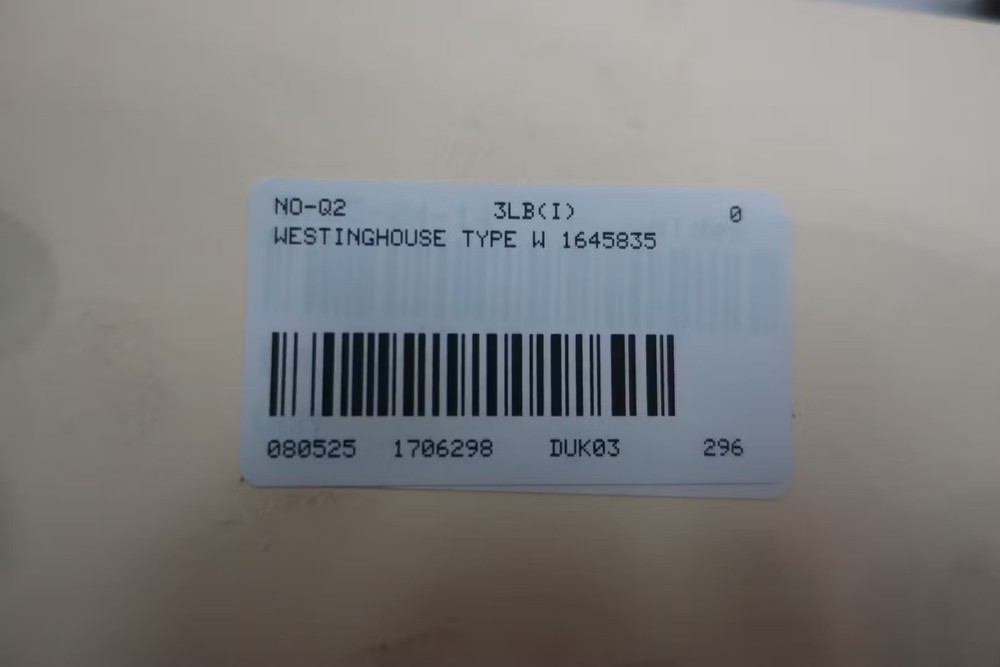 NO-Q2 3LB(I) 0
WESTINGHOUSE TYPE W 1645835
080525 1706298 DUK03 296